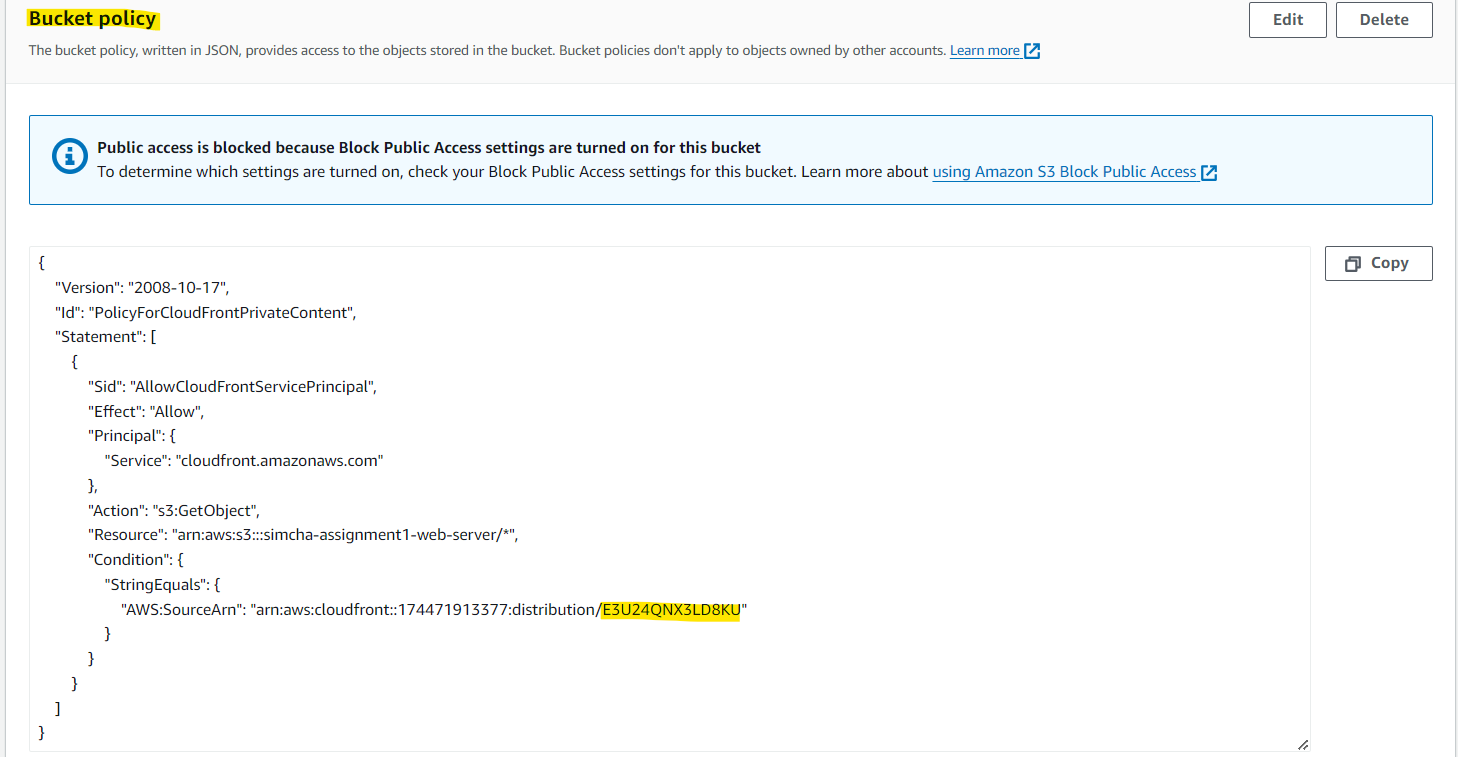 Bucket policy
Edit
Delete
The bucket policy, written in JSON, provides access to the objects stored in the bucket. Bucket policies don't apply to objects owned by other accounts. Learn more
Public access is blocked because Block Public Access settings are turned on for this bucket
To determine which settings are turned on, check your Block Public Access settings for this bucket. Learn more about using Amazon S3 Block Public Access
Copy
{
"Version": "2008-10-17",
"Id": "PolicyForCloudFrontPrivateContent",
"Statement": [
{
"Sid": "AllowCloudFrontServicePrincipal",
"Effect": "Allow",
"Principal": {
"Service": "cloudfront.amazonaws.com"
},
"Action": "s3:GetObject",
"Resource": "arn:aws:s3:::simcha-assignment1-web-server/*",
"Condition": {
"StringEquals": {
"AWS:SourceArn": "arn:aws:cloudfront::174471913377:distribution/E3U24QNX3LD8KU"
}
}
}
]
}